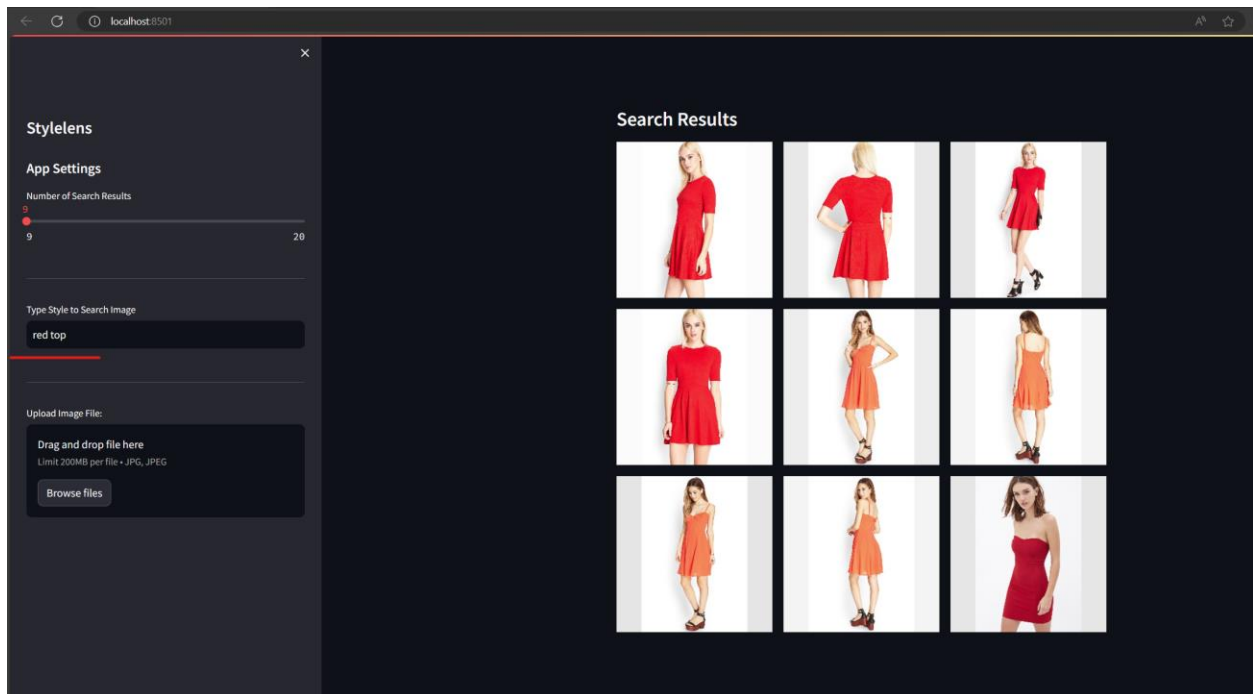 localhost:8501
Stylelens
App Settings
Number of Search Results
9
9 20
Type Style to Search Image
red top
Upload Image File:
Drag and drop file here
Limit 200MB per file • JPG, JPEG
Browse files
Search Results